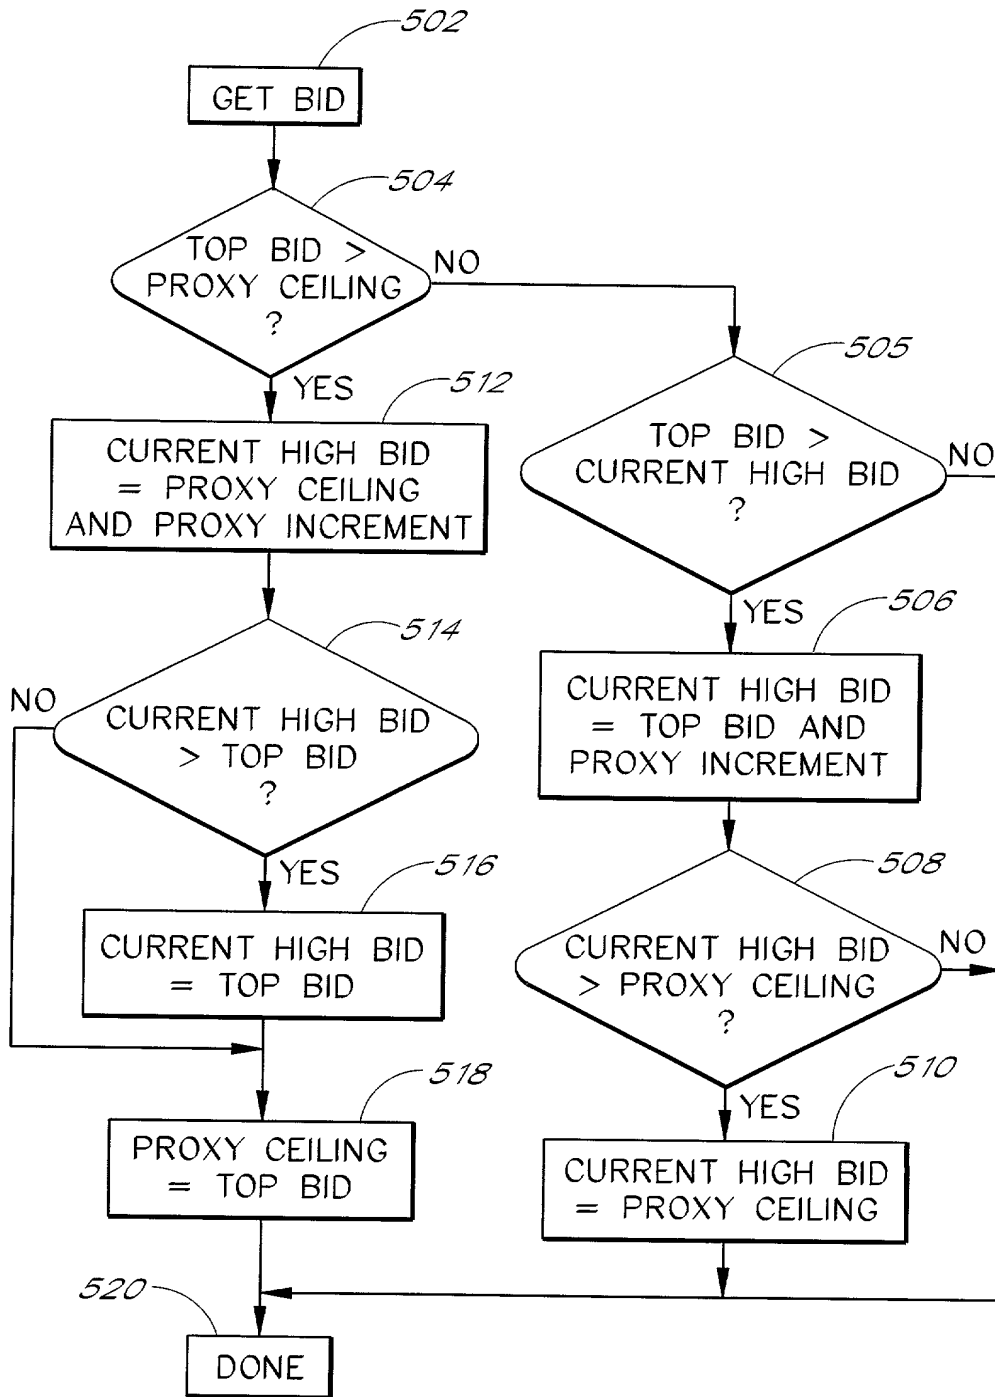 502
GET BID
504
TOP BID >
PROXY CEILING
?
NO
YES
505
TOP BID >
CURRENT HIGH BID
?
NO
YES
512
CURRENT HIGH BID
= PROXY CEILING
AND PROXY INCREMENT
506
CURRENT HIGH BID
= TOP BID AND
PROXY INCREMENT
514
NO
CURRENT HIGH BID
> TOP BID
?
YES
508
CURRENT HIGH BID
> PROXY CEILING
?
NO
YES
516
CURRENT HIGH BID
= TOP BID
518
PROXY CEILING
= TOP BID
510
CURRENT HIGH BID
= PROXY CEILING
520
DONE